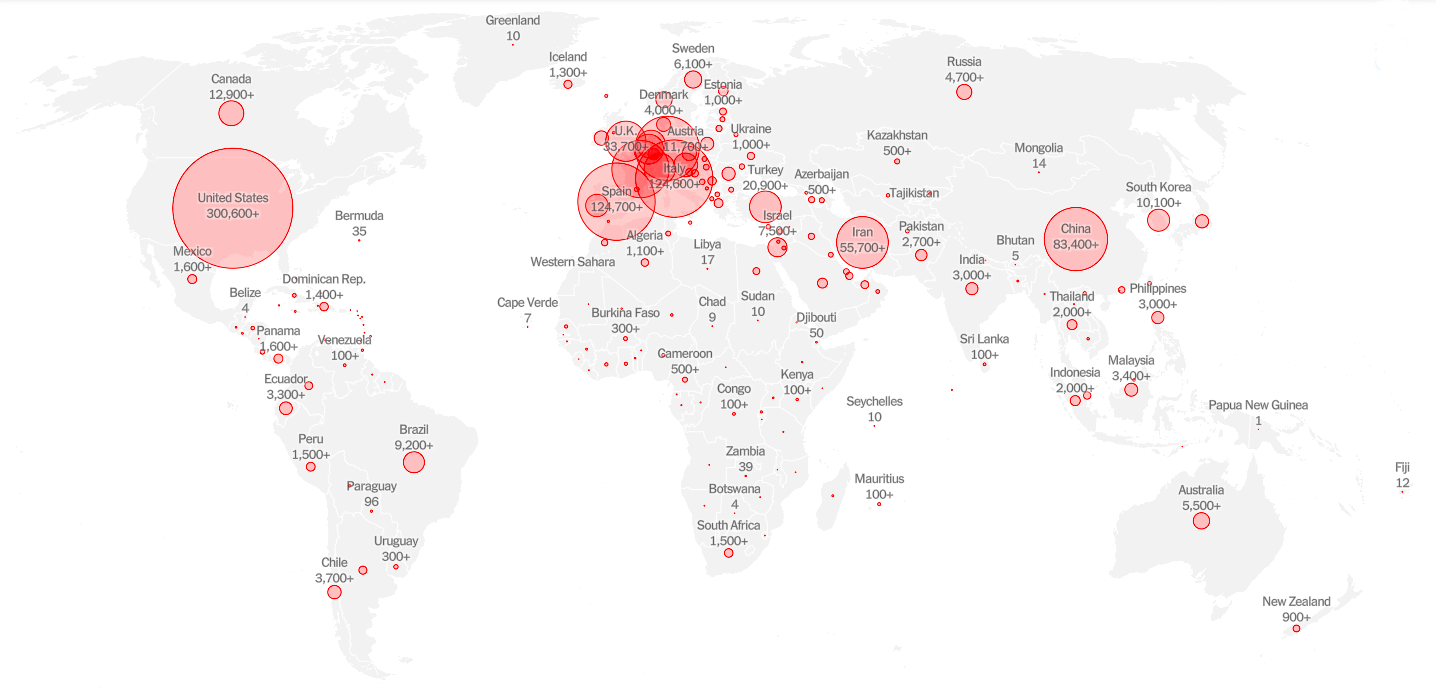 Greenland
10
Iceland
1,300+
Sweden
6,100+
Russia
4,700+
Canada
12,900+
Estonia
1,000+
Denmark
4,000+
U.K.
33,700+
Austria
11,700+
Ukraine
1,000+
Kazakhstan
500+
Mongolia
14
Italy
124,600+
Turkey
20,900+
Azerbaijan
500+
Tajikistan
South Korea
10,100+
United States
300,600+
Spain
124,700+
Bermuda
35
Israel
7,500+
Iran
55,700+
Pakistan
2,700+
China
83,400+
Mexico
1,600+
Algeria
1,100+
Libya
17
Bhutan
5
Western Sahara
India
3,000+
Dominican Rep.
1,400+
Belize
4
Cape Verde
7
Burkina Faso
300+
Chad
9
Sudan
10
Djibouti
50
Thailand
2,000+
Philippines
3,000+
Panama
1,600+
Venezuela
100+
Sri Lanka
100+
Cameroon
500+
Malaysia
3,400+
Ecuador
3,300+
Congo
100+
Kenya
100+
Indonesia
2,000+
Seychelles
10
Papua New Guinea
1
Peru
1,500+
Brazil
9,200+
Zambia
39
Mauritius
100+
Fiji
12
Paraguay
96
Botswana
4
Australia
5,500+
South Africa
1,500+
Uruguay
300+
Chile
3,700+
New Zealand
900+